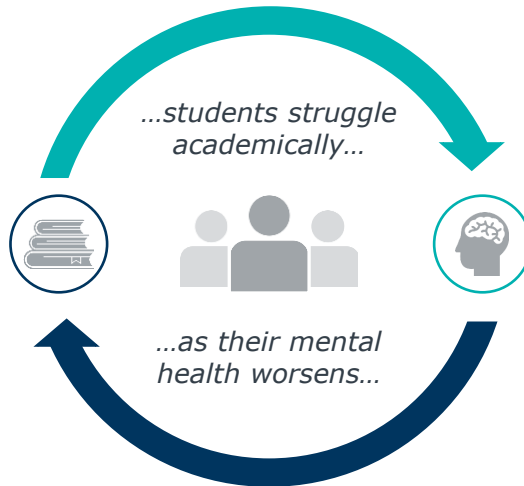 …students struggle
academically…
…as their mental
health worsens…